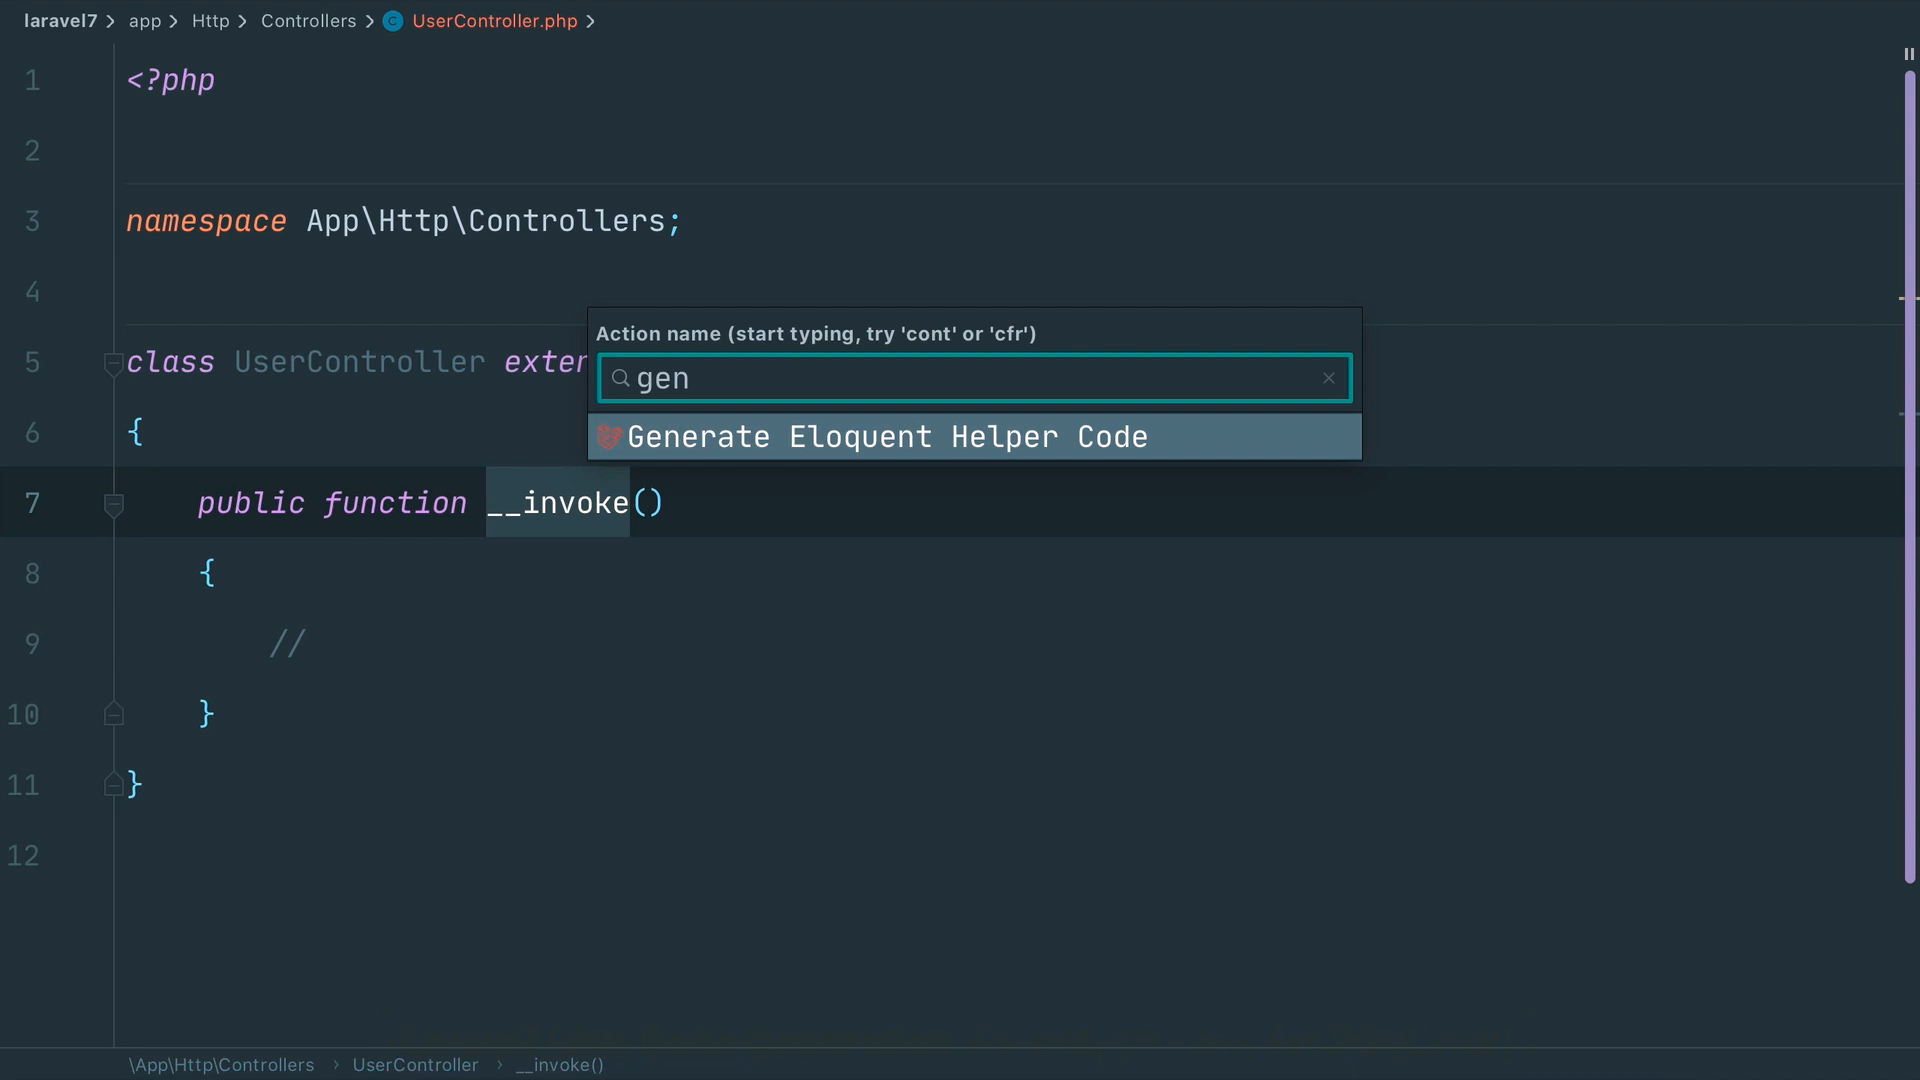 laravel7 > app > Http > Controllers > UserController.php >
1 <?php
2
3 namespace App\Http\Controllers;
4
Action name (start typing, try 'cont' or 'cfr')
5 class UserController exten
gen
6 {
Generate Eloquent Helper Code
7 public function __invoke()
8 {
9 //
10 }
11 }
12
\App\Http\Controllers > UserController > __invoke()